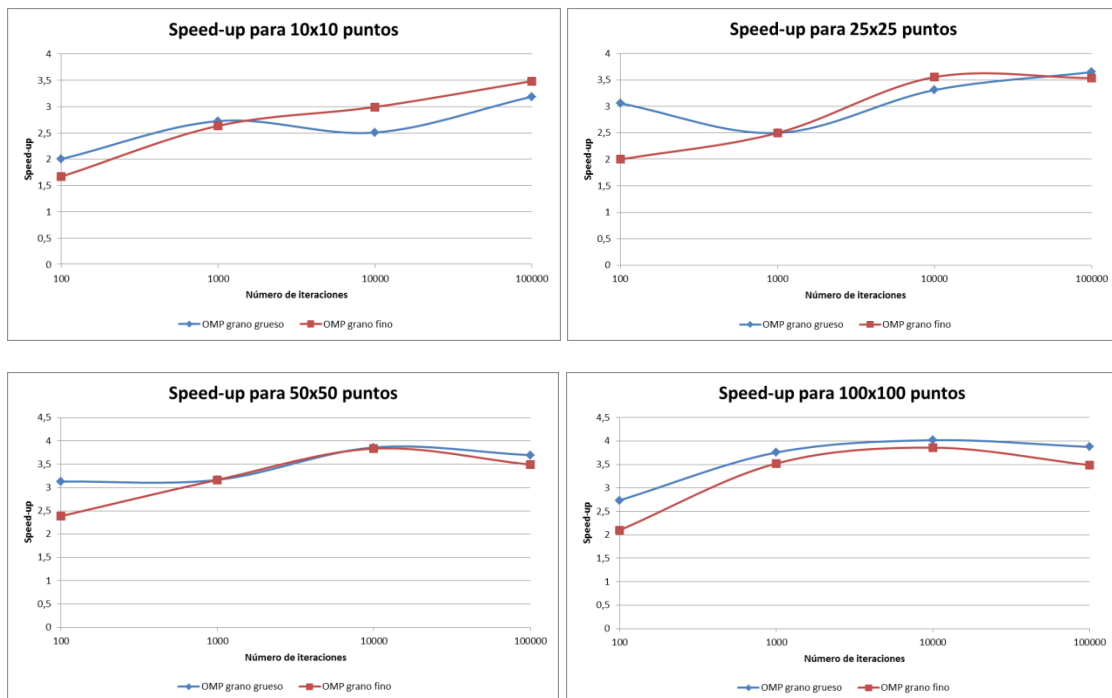 Speed-up para 10x10 puntos
4
3,5
3
2,5
2
1,5
1
0,5
0
Speed-up
100
1000
10000
100000
Número de iteraciones
OMP grano grueso
OMP grano fino
Speed-up para 25x25 puntos
4
3,5
3
2,5
2
1,5
1
0,5
0
Speed-up
100
1000
10000
100000
Número de iteraciones
OMP grano grueso
OMP grano fino
Speed-up para 50x50 puntos
4,5
4
3,5
3
2,5
2
1,5
1
0,5
0
Speed-up
100
1000
10000
100000
Número de iteraciones
OMP grano grueso
OMP grano fino
Speed-up para 100x100 puntos
4,5
4
3,5
3
2,5
2
1,5
1
0,5
0
Speed-up
100
1000
10000
100000
Número de iteraciones
OMP grano grueso
OMP grano fino